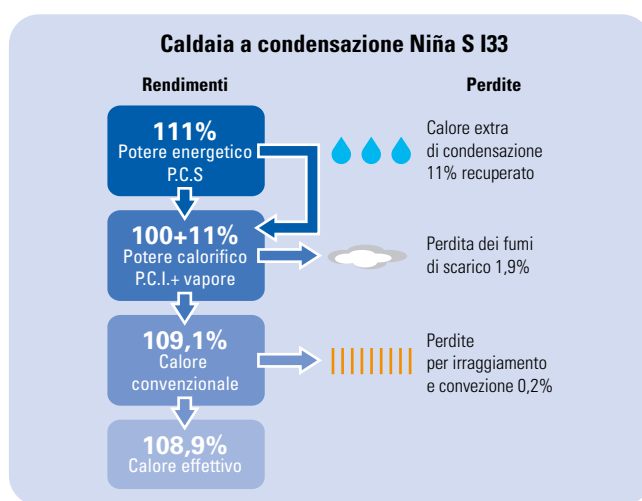 Caldaia a condensazione Niña S I33
Rendimenti
Perdite
111%
Potere energetico
P.C.S
Calore extra
di condensazione
11% recuperato
100+11%
Potere calorifico
P.C.I.+ vapore
Perdita dei fumi
di scarico 1,9%
109,1%
Calore
convenzionale
Perdite
per irraggiamento
e convezione 0,2%
108,9%
Calore effettivo